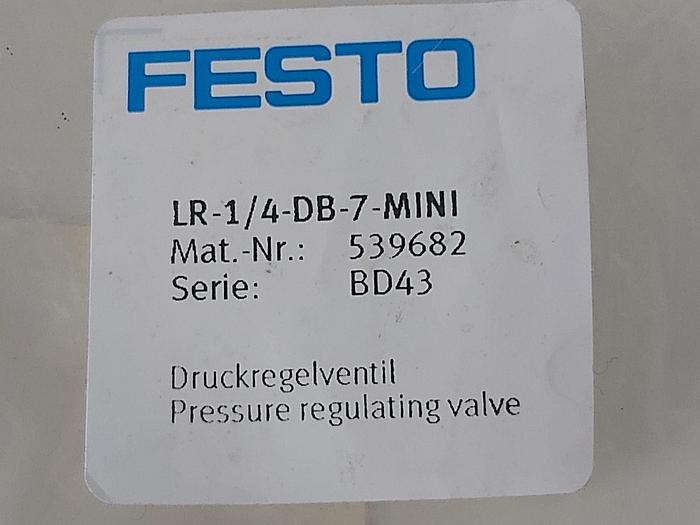 FESTO
LR-1/4-DB-7-MINI
Mat.-Nr.: 539682
Serie: BD43
Druckregelventil
Pressure regulating valve